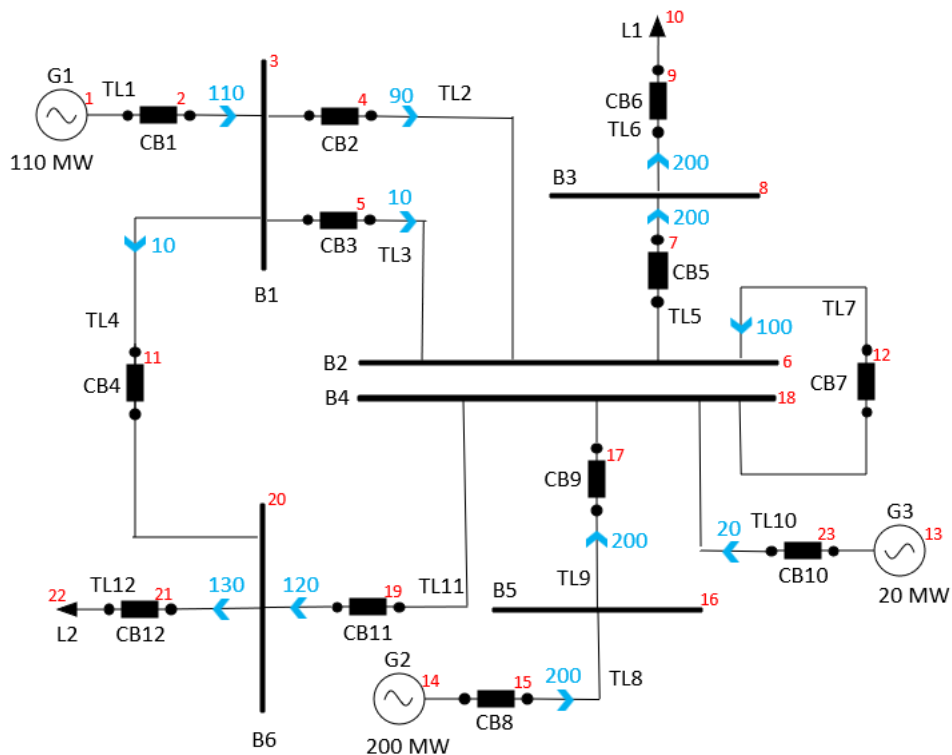 10
L1
3
G1
TL1
1
2
110
4
90
TL2
9
CB6
TL6
CB1
CB2
110 MW
200
B3
8
5
10
200
7
10
CB3
TL3
CB5
B1
TL4
TL5
100
TL7
11
12
B2
6
CB4
CB7
B4
18
17
CB9
20
TL10
23
G3
13
20
200
CB10
22
TL12
21
130
120
19
TL11
TL9
B5
16
20 MW
L2
CB12
CB11
G2
14
15
200
TL8
B6
CB8
200 MW